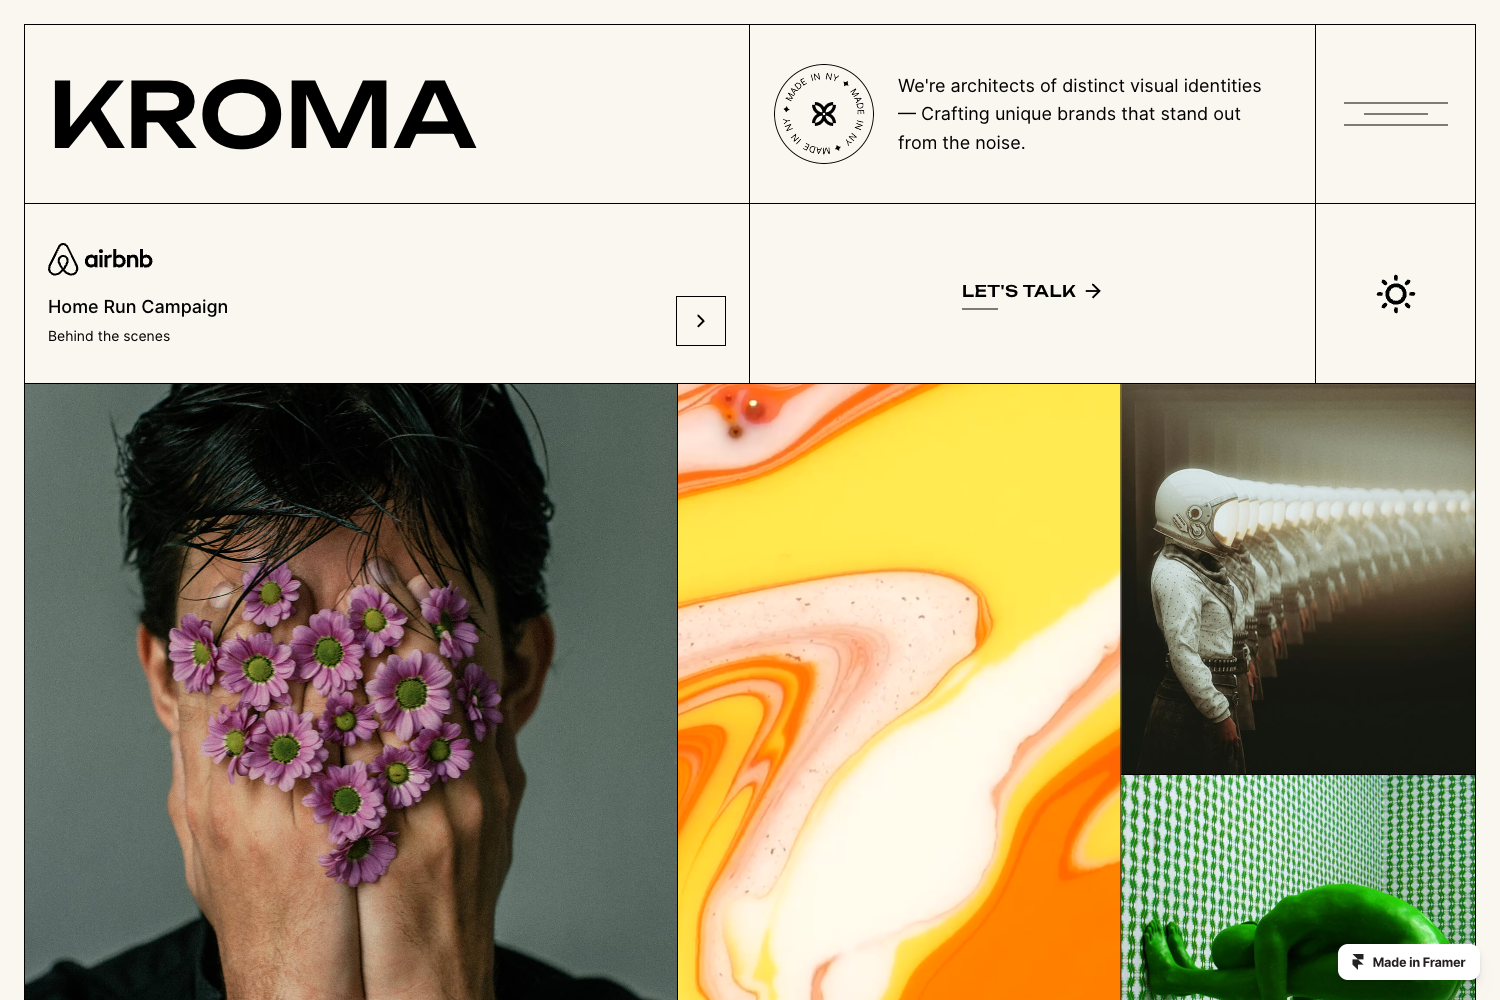 KROMA
MADE IN NY ✦ MADE IN NY ✦ MADE IN NY ✦
We're architects of distinct visual identities
— Crafting unique brands that stand out
from the noise.
airbnb
Home Run Campaign
Behind the scenes
LET'S TALK →
Made in Framer